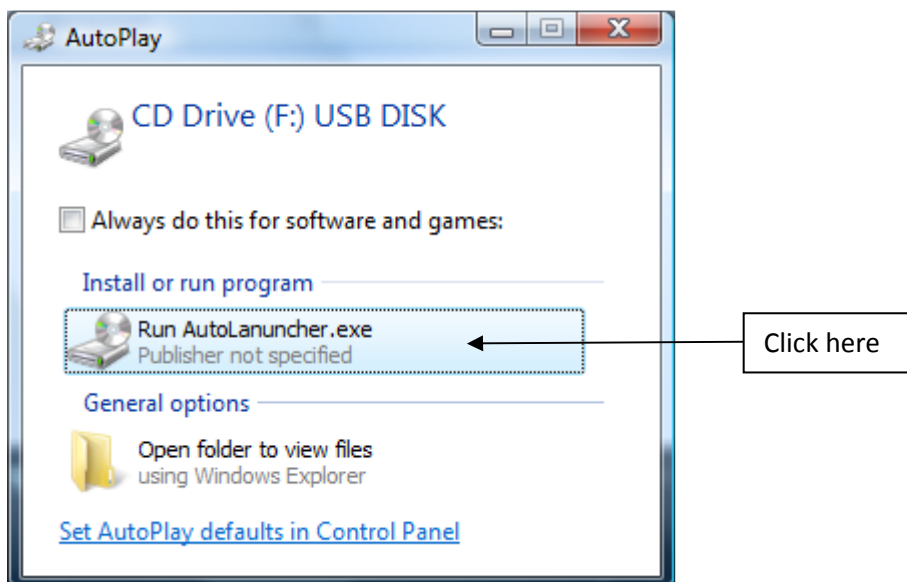 AutoPlay
CD Drive (F:) USB DISK
Always do this for software and games:
Install or run program
Run AutoLanuncher.exe
Publisher not specified
Click here
General options
Open folder to view files
using Windows Explorer
Set AutoPlay defaults in Control Panel